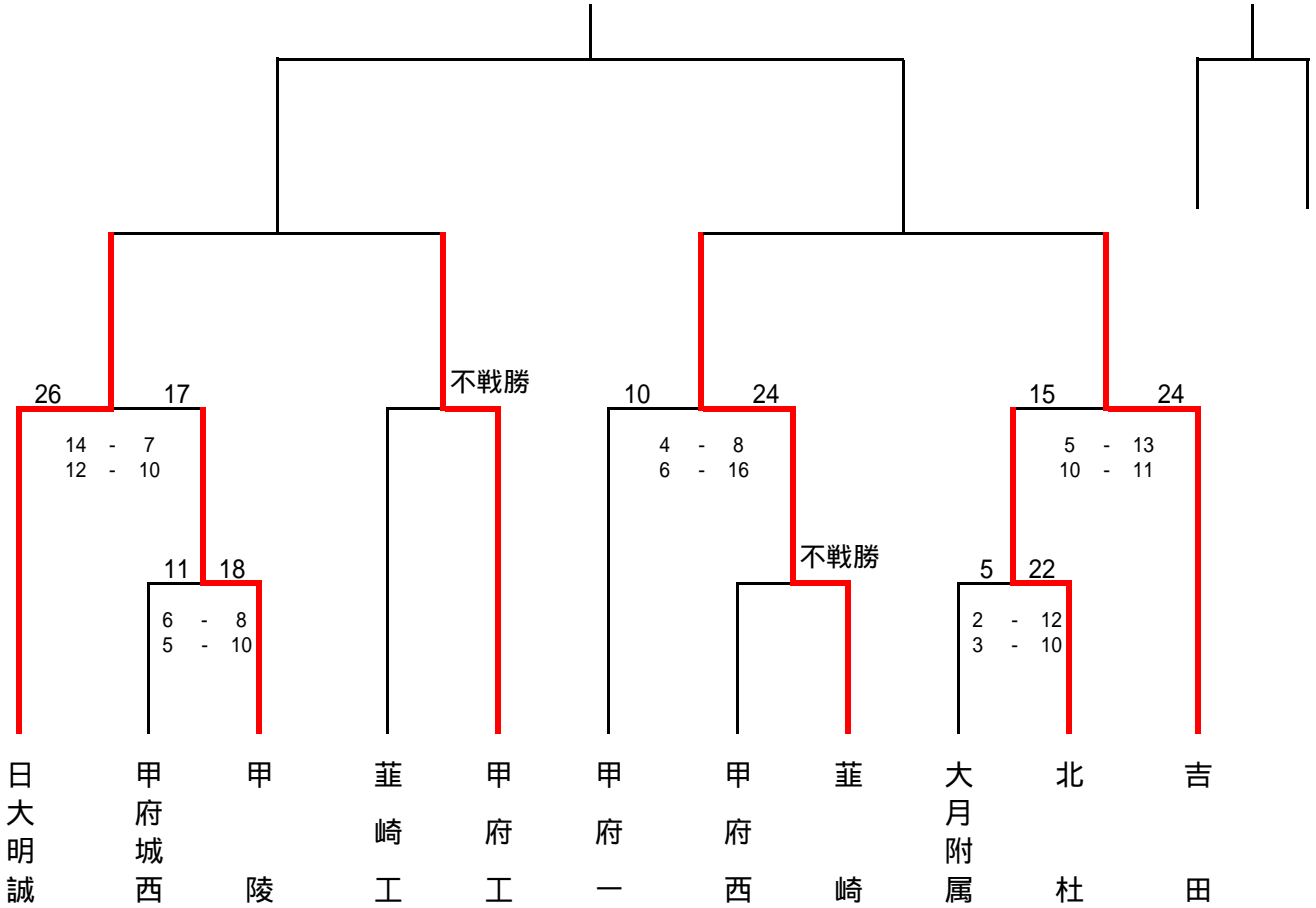 26 17
不戦勝
10 24
15 24
14 - 7
12 - 10
4 - 8
6 - 16
5 - 13
10 - 11
11 18
不戦勝
5 22
6 - 8
5 - 10
2 - 12
3 - 10
日大明誠
甲府城西
甲陵
韮崎工
甲府工
甲府一
甲府西
韮崎
大月附属
北杜
吉田